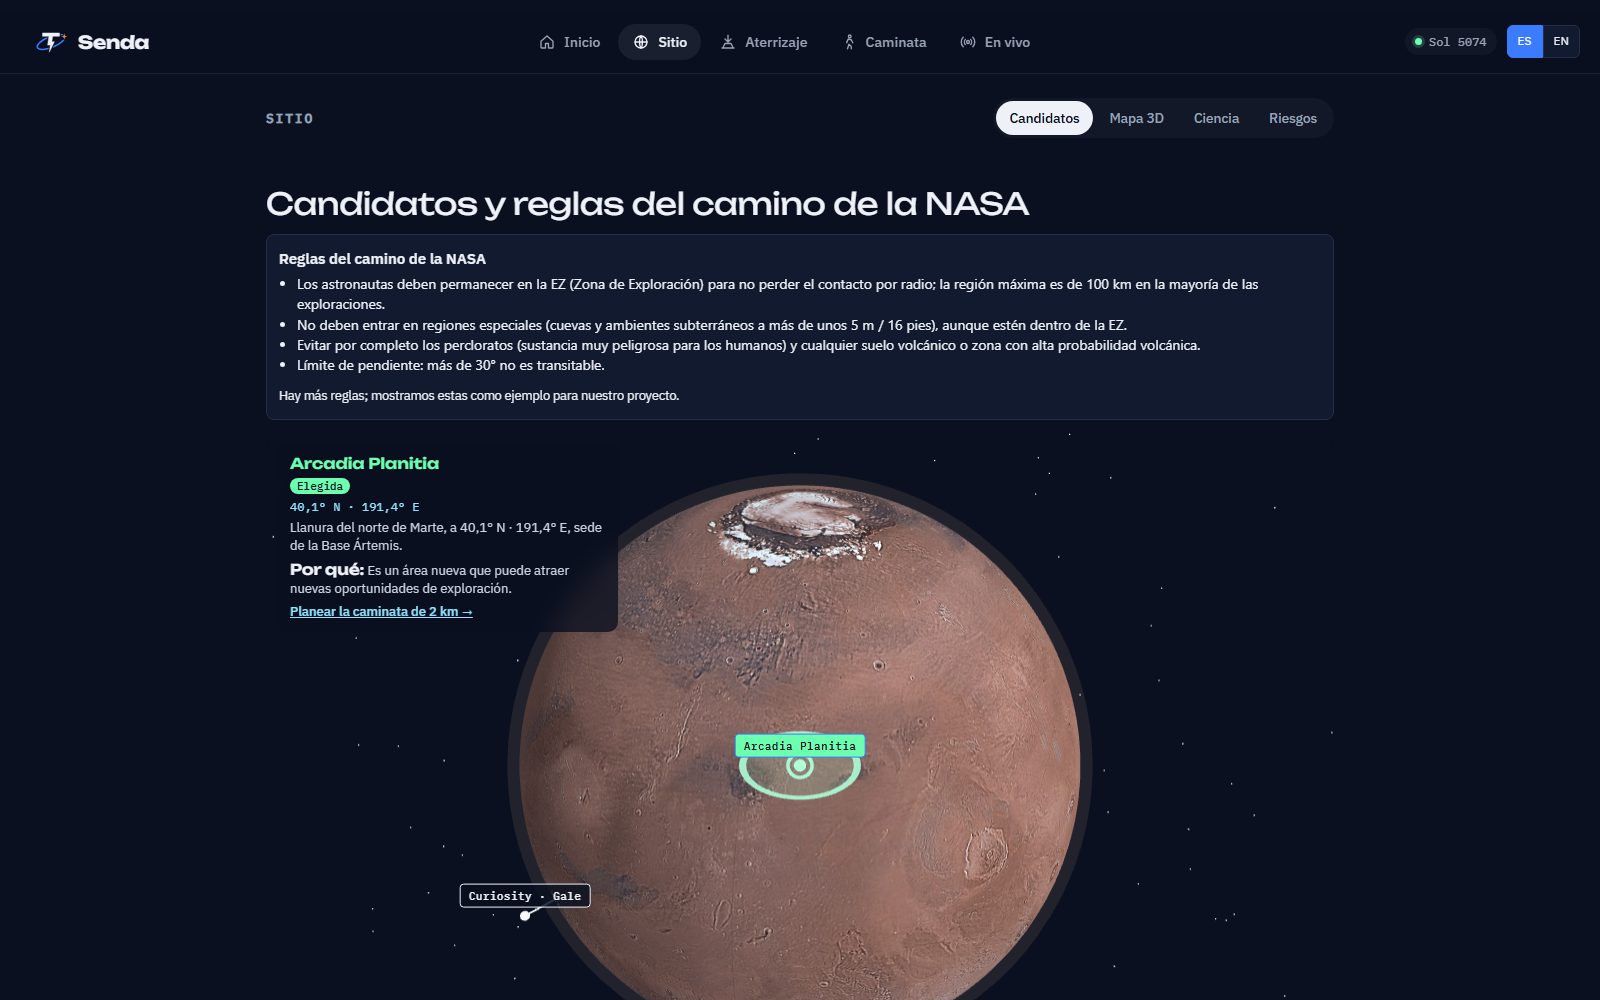 Senda
Inicio
Sitio
Aterrizaje
Caminata
En vivo
Sol 5074
ES
EN
SITIO
Candidatos
Mapa 3D
Ciencia
Riesgos
Candidatos y reglas del camino de la NASA
Reglas del camino de la NASA
• Los astronautas deben permanecer en la EZ (Zona de Exploración) para no perder el contacto por radio; la región máxima es de 100 km en la mayoría de las
exploraciones.
• No deben entrar en regiones especiales (cuevas y ambientes subterráneos a más de unos 5 m / 16 pies), aunque estén dentro de la EZ.
• Evitar por completo los percloratos (sustancia muy peligrosa para los humanos) y cualquier suelo volcánico o zona con alta probabilidad volcánica.
• Límite de pendiente: más de 30° no es transitable.
Hay más reglas; mostramos estas como ejemplo para nuestro proyecto.
Arcadia Planitia
Elegida
40,1° N · 191,4° E
Llanura del norte de Marte, a 40,1° N · 191,4° E, sede
de la Base Ártemis.
Por qué: Es un área nueva que puede atraer
nuevas oportunidades de exploración.
Planear la caminata de 2 km →
Arcadia Planitia
Curiosity · Gale